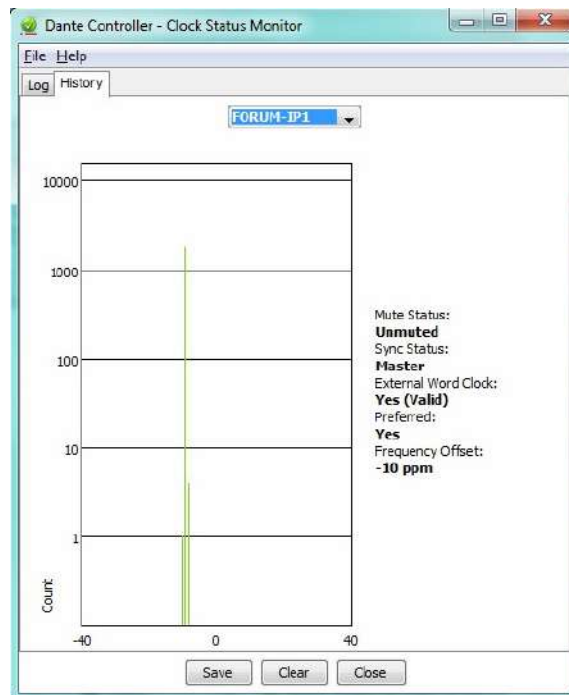 Dante Controller - Clock Status Monitor
File Help
Log History
FORUM-IP1
10000
1000
100
10
1
Count
-40 0 40
Mute Status:
Unmuted
Sync Status:
Master
External Word Clock:
Yes (Valid)
Preferred:
Yes
Frequency Offset:
-10 ppm
Save Clear Close